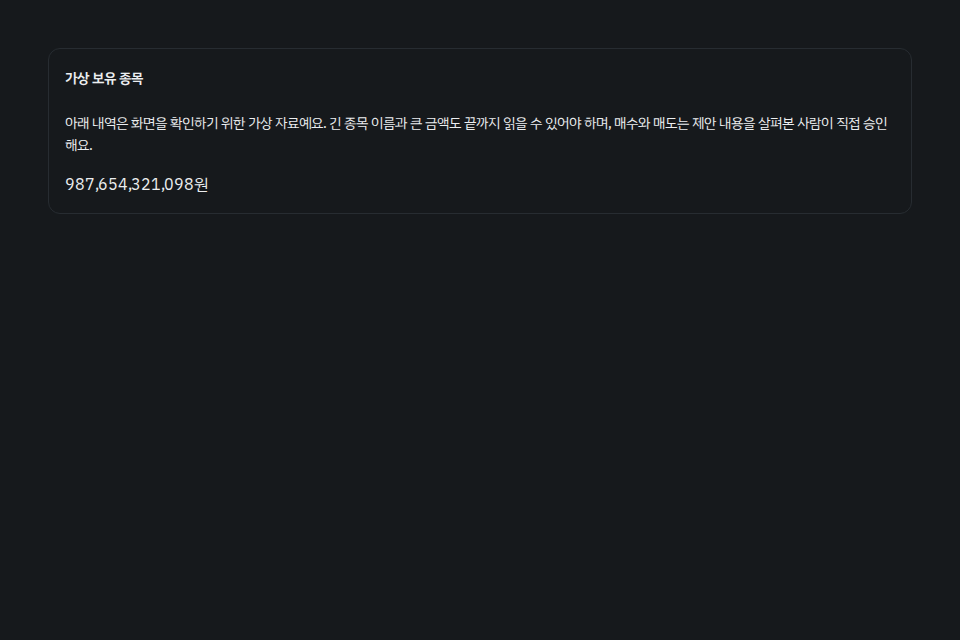 가상 보유 종목
아래 내역은 화면을 확인하기 위한 가상 자료예요. 긴 종목 이름과 큰 금액도 끝까지 읽을 수 있어야 하며, 매수와 매도는 제안 내용을 살펴본 사람이 직접 승인
해요.
987,654,321,098원